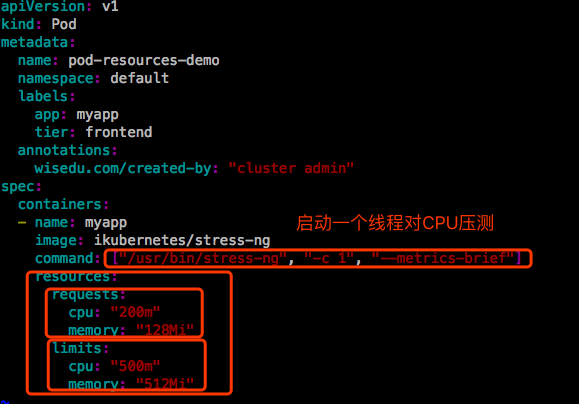 apiVersion: v1
kind: Pod
metadata:
  name: pod-resources-demo
  namespace: default
  labels:
    app: myapp
    tier: frontend
  annotations:
    wisedu.com/created-by: "cluster admin"
spec:
  containers:
  - name: myapp
启动一个线程对CPU压测
    image: ikubernetes/stress-ng
    command: ["/usr/bin/stress-ng", "-c 1", "--metrics-brief"]
    resources:
      requests:
        cpu: "200m"
        memory: "128Mi"
      limits:
        cpu: "500m"
        memory: "512Mi"
~